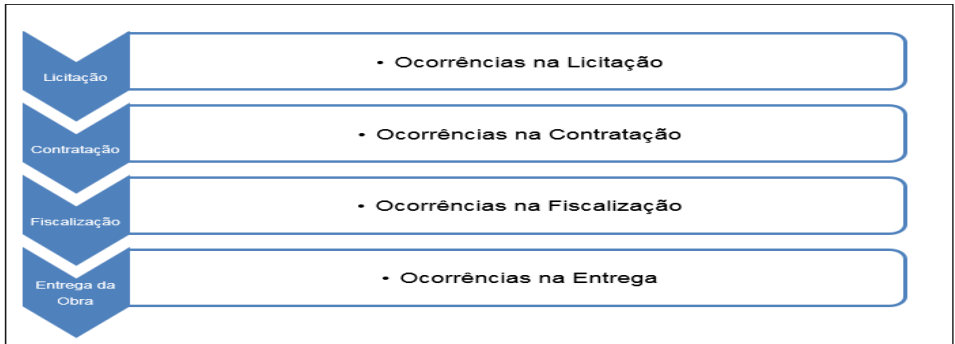 Licitação
• Ocorrências na Licitação
Contratação
• Ocorrências na Contratação
Fiscalização
• Ocorrências na Fiscalização
Entrega da
Obra
• Ocorrências na Entrega